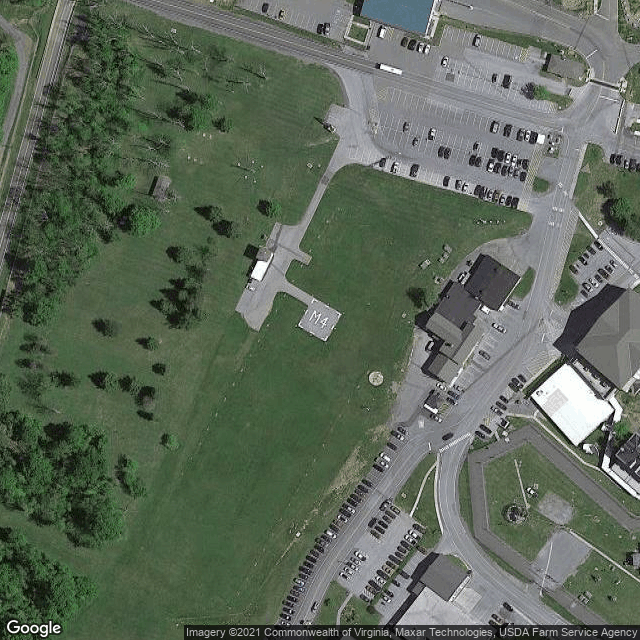 M4
Google
Imagery ©2021 Commonwealth of Virginia, Maxar Technologies, USDA Farm Service Agency